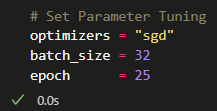 # Set Parameter Tuning
optimizers = "sgd"
batch_size = 32
epoch      = 25
0.0s